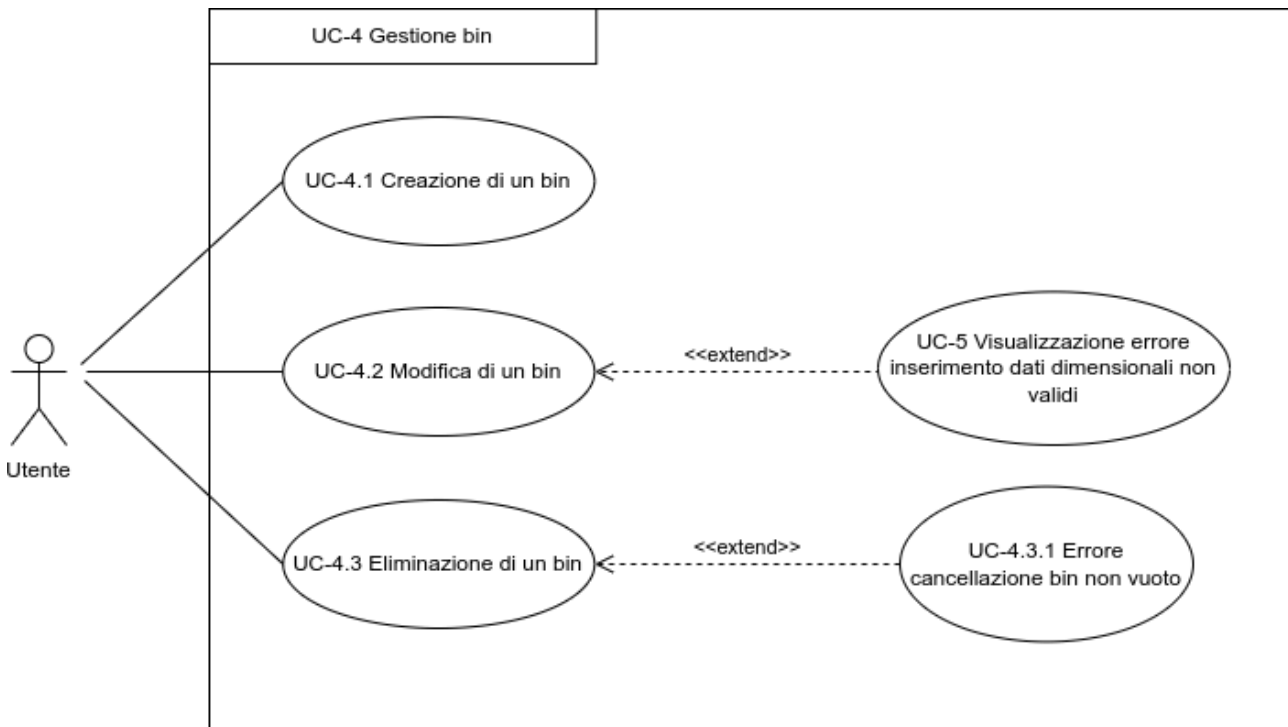 UC-4 Gestione bin
UC-4.1 Creazione di un bin
UC-4.2 Modifica di un bin
<<extend>>
UC-5 Visualizzazione errore
inserimento dati dimensionali non
validi
Utente
UC-4.3 Eliminazione di un bin
<<extend>>
UC-4.3.1 Errore
cancellazione bin non vuoto